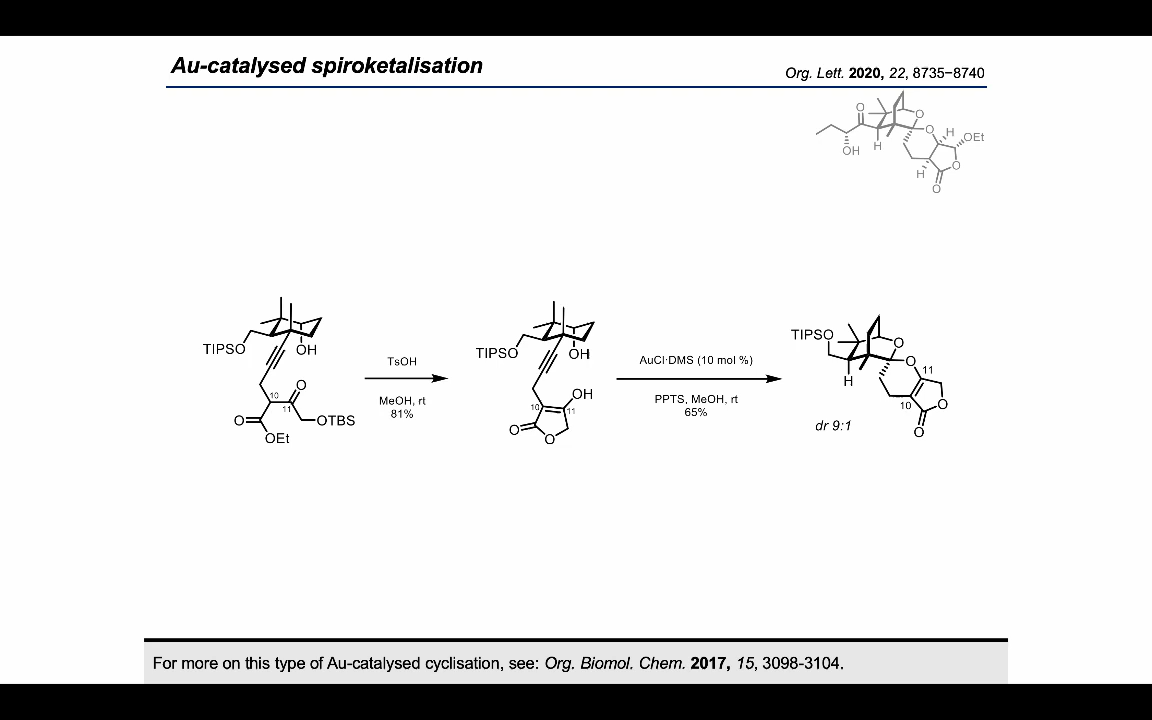 Au-catalysed spiroketalisation
Org. Lett. 2020, 22, 8735−8740
O
O
O
H
OEt
OH
H
O
H
O
TIPSO
OH
10
O
11
O
OEt
OTBS
TsOH
MeOH, rt
81%
TIPSO
OH
OH
10
11
O
O
AuCl·DMS (10 mol %)
PPTS, MeOH, rt
65%
TIPSO
O
O
H
11
10
O
O
dr 9:1
For more on this type of Au-catalysed cyclisation, see: Org. Biomol. Chem. 2017, 15, 3098-3104.